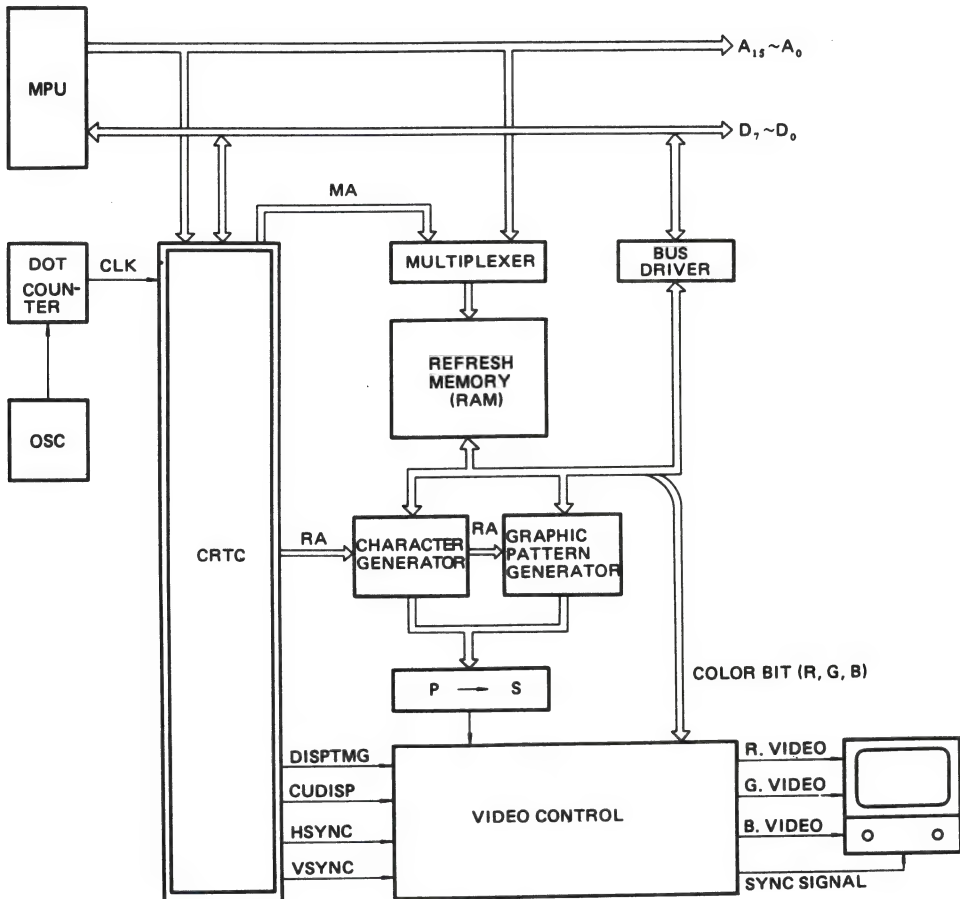 A₁₅~A₀
MPU
D₇~D₀
MA
DOT
COUN-
TER
CLK
MULTIPLEXER
BUS
DRIVER
REFRESH
MEMORY
(RAM)
OSC
CRTC
RA
CHARACTER
GENERATOR
RA
GRAPHIC
PATTERN
GENERATOR
P → S
COLOR BIT (R, G, B)
DISPTMG
CUDISP
HSYNC
VSYNC
VIDEO CONTROL
R. VIDEO
G. VIDEO
B. VIDEO
SYNC SIGNAL